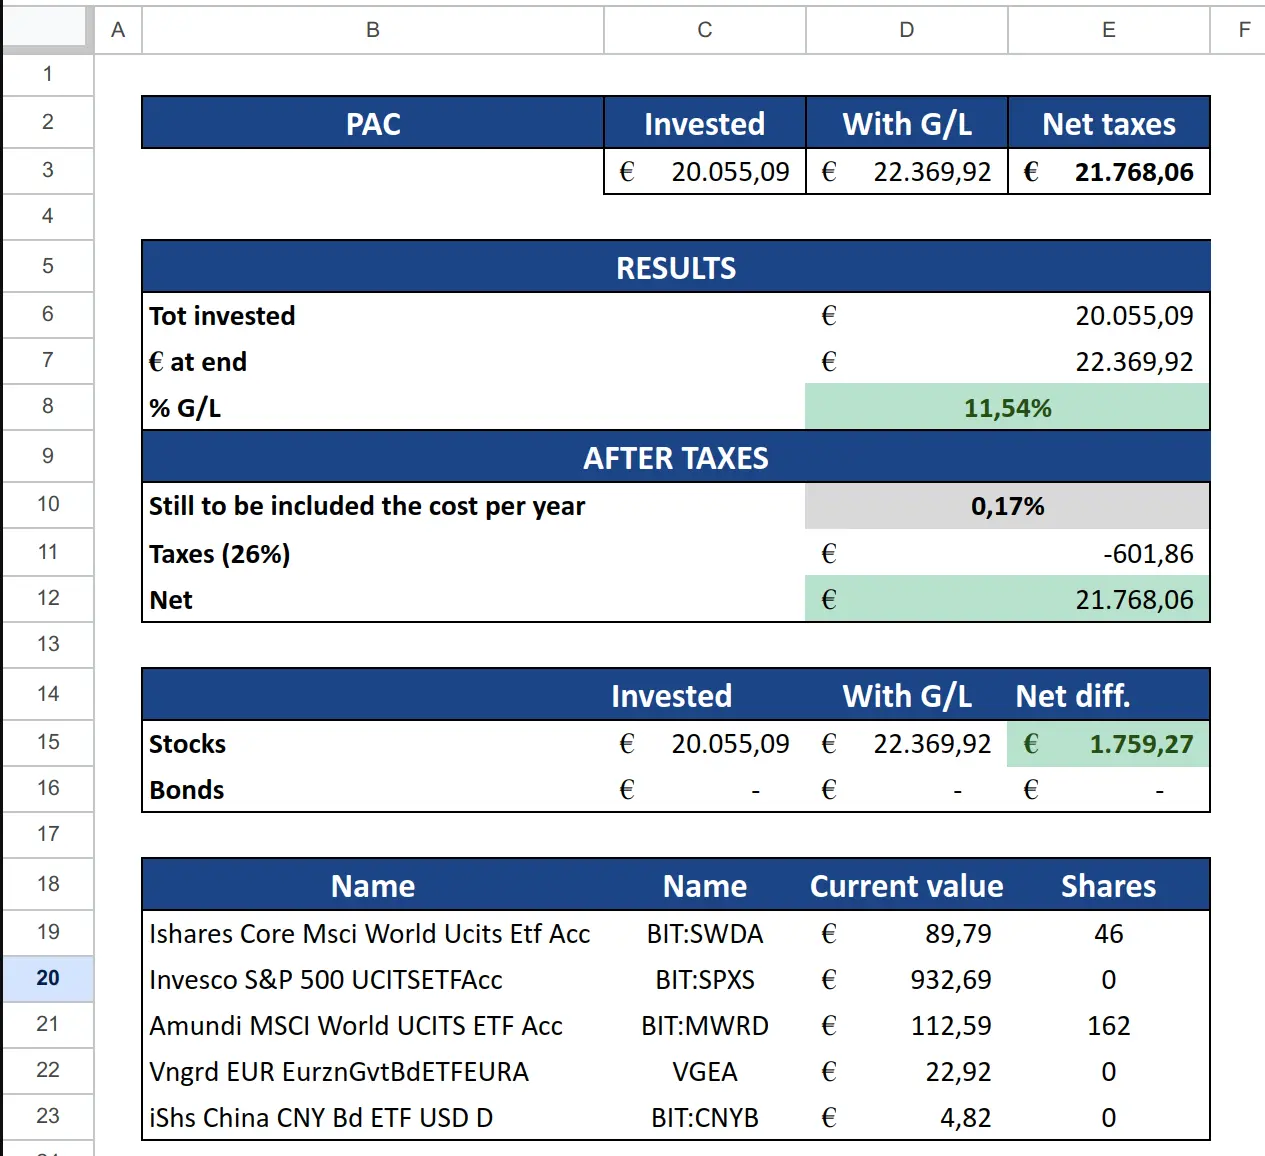 A B C D E F
1
2 PAC Invested With G/L Net taxes
3 € 20.055,09 € 22.369,92 € 21.768,06
4
5 RESULTS
6 Tot invested € 20.055,09
7 € at end € 22.369,92
8 % G/L 11,54%
9 AFTER TAXES
10 Still to be included the cost per year 0,17%
11 Taxes (26%) € -601,86
12 Net € 21.768,06
13
14 Invested With G/L Net diff.
15 Stocks € 20.055,09 € 22.369,92 € 1.759,27
16 Bonds € - € - € -
17
18 Name Name Current value Shares
19 Ishares Core Msci World Ucits Etf Acc BIT:SWDA € 89,79 46
20 Invesco S&P 500 UCITSETFAcc BIT:SPXS € 932,69 0
21 Amundi MSCI World UCITS ETF Acc BIT:MWRD € 112,59 162
22 Vngrd EUR EurznGvtBdETFEURA VGEA € 22,92 0
23 iShs China CNY Bd ETF USD D BIT:CNYB € 4,82 0